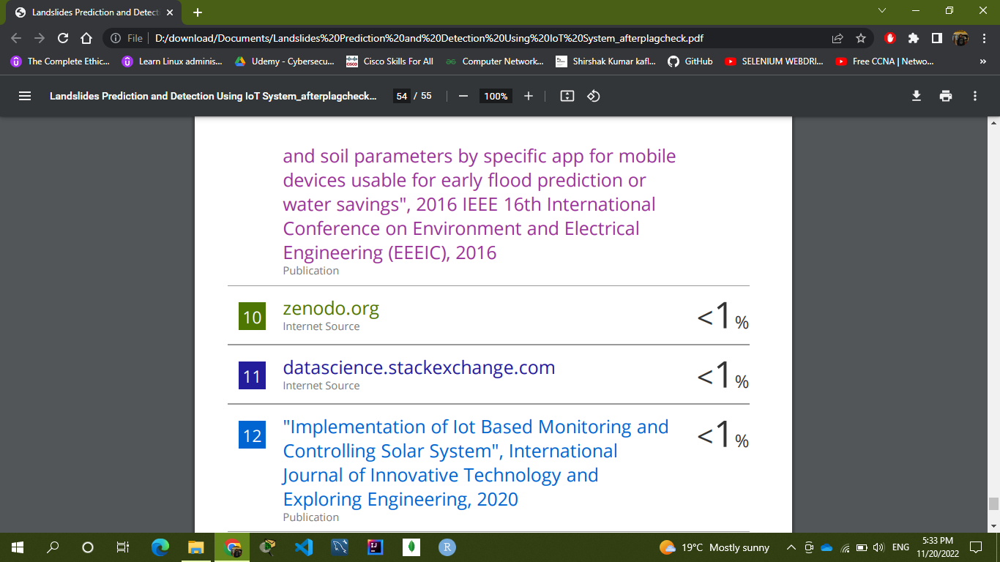 Landslides Prediction and Detecti
File
D:/download/Documents/Landslides%20Prediction%20and%20Detection%20Using%20IoT%20System_afterplagcheck.pdf
The Complete Ethic...
Learn Linux adminis...
Udemy - Cybersecu...
CISCO
Cisco Skills For All
Computer Network...
Shirshak Kumar kafl...
GitHub
SELENIUM WEBDRI...
Free CCNA | Netwo...
»
Landslides Prediction and Detection Using IoT System_afterplagcheck...
54 / 55
100%
and soil parameters by specific app for mobile
devices usable for early flood prediction or
water savings", 2016 IEEE 16th International
Conference on Environment and Electrical
Engineering (EEEIC), 2016
Publication
10 zenodo.org <1%
Internet Source
11 datascience.stackexchange.com <1%
Internet Source
12 "Implementation of Iot Based Monitoring and <1%
Controlling Solar System", International
Journal of Innovative Technology and
Exploring Engineering, 2020
Publication
19°C Mostly sunny
ENG
5:33 PM
11/20/2022